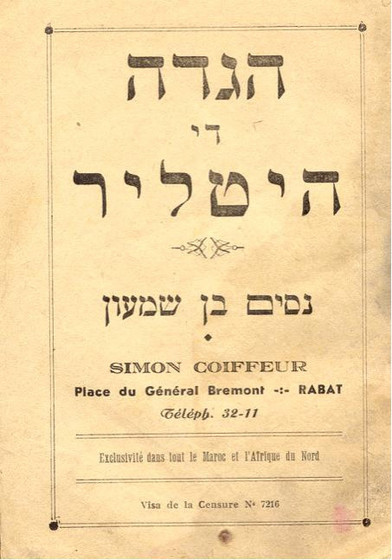 הגדה
די
היטליר
נסים בן שמעון
SIMON COIFFEUR
Place du Général Bremont -:- RABAT
Téléph. 32-11
Exclusivité dans tout le Maroc et l'Afrique du Nord
Visa de la Censure Nº 7216